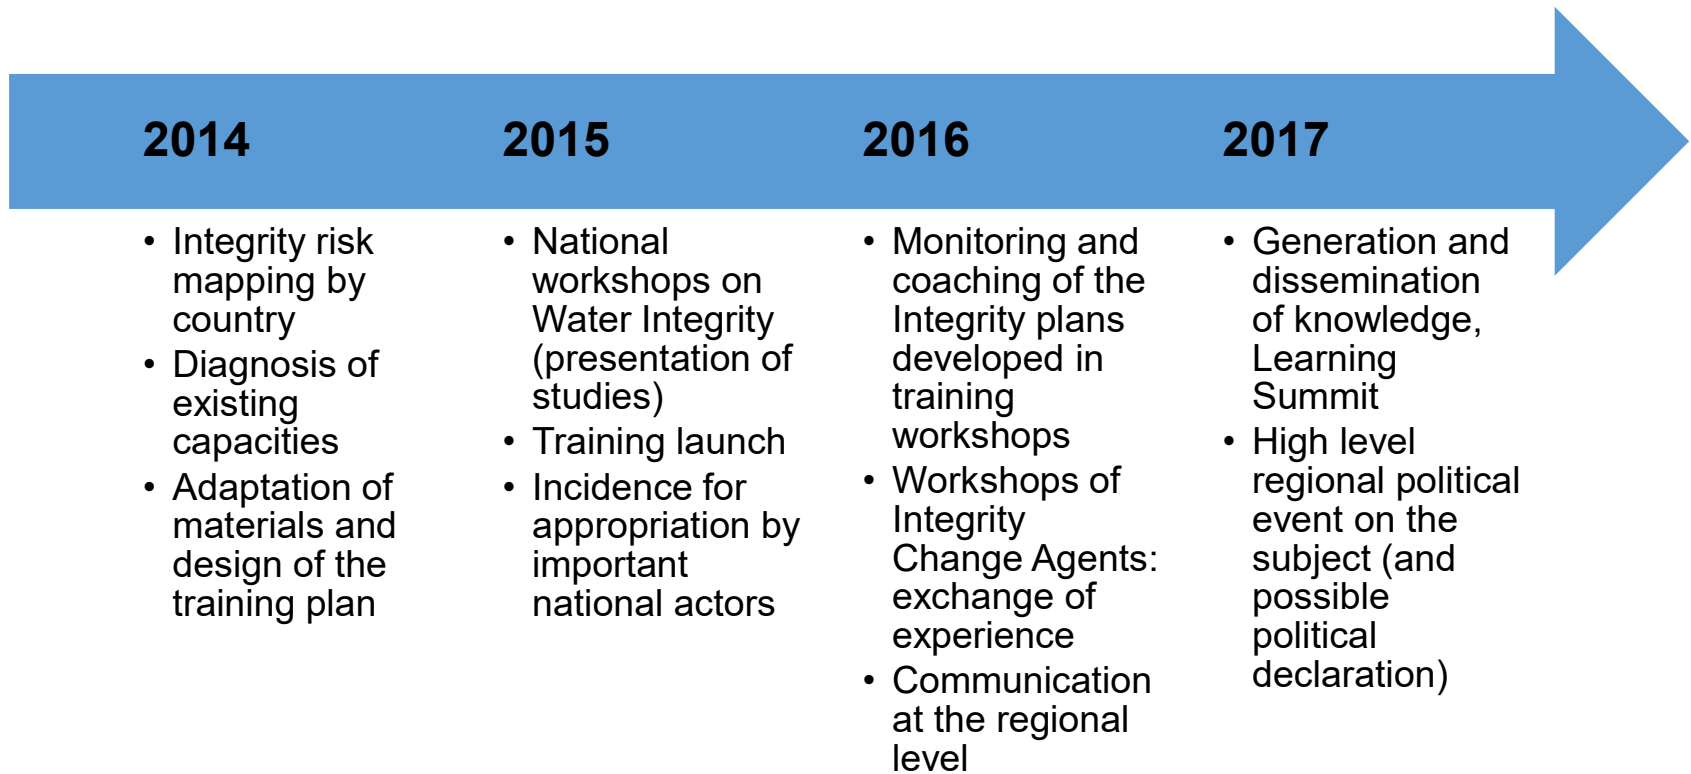 2014
• Integrity risk
mapping by
country
• Diagnosis of
existing
capacities
• Adaptation of
materials and
design of the
training plan
2015
• National
workshops on
Water Integrity
(presentation of
studies)
• Training launch
• Incidence for
appropriation by
important
national actors
2016
• Monitoring and
coaching of the
Integrity plans
developed in
training
workshops
• Workshops of
Integrity
Change Agents:
exchange of
experience
• Communication
at the regional
level
2017
• Generation and
dissemination
of knowledge,
Learning
Summit
• High level
regional political
event on the
subject (and
possible
political
declaration)